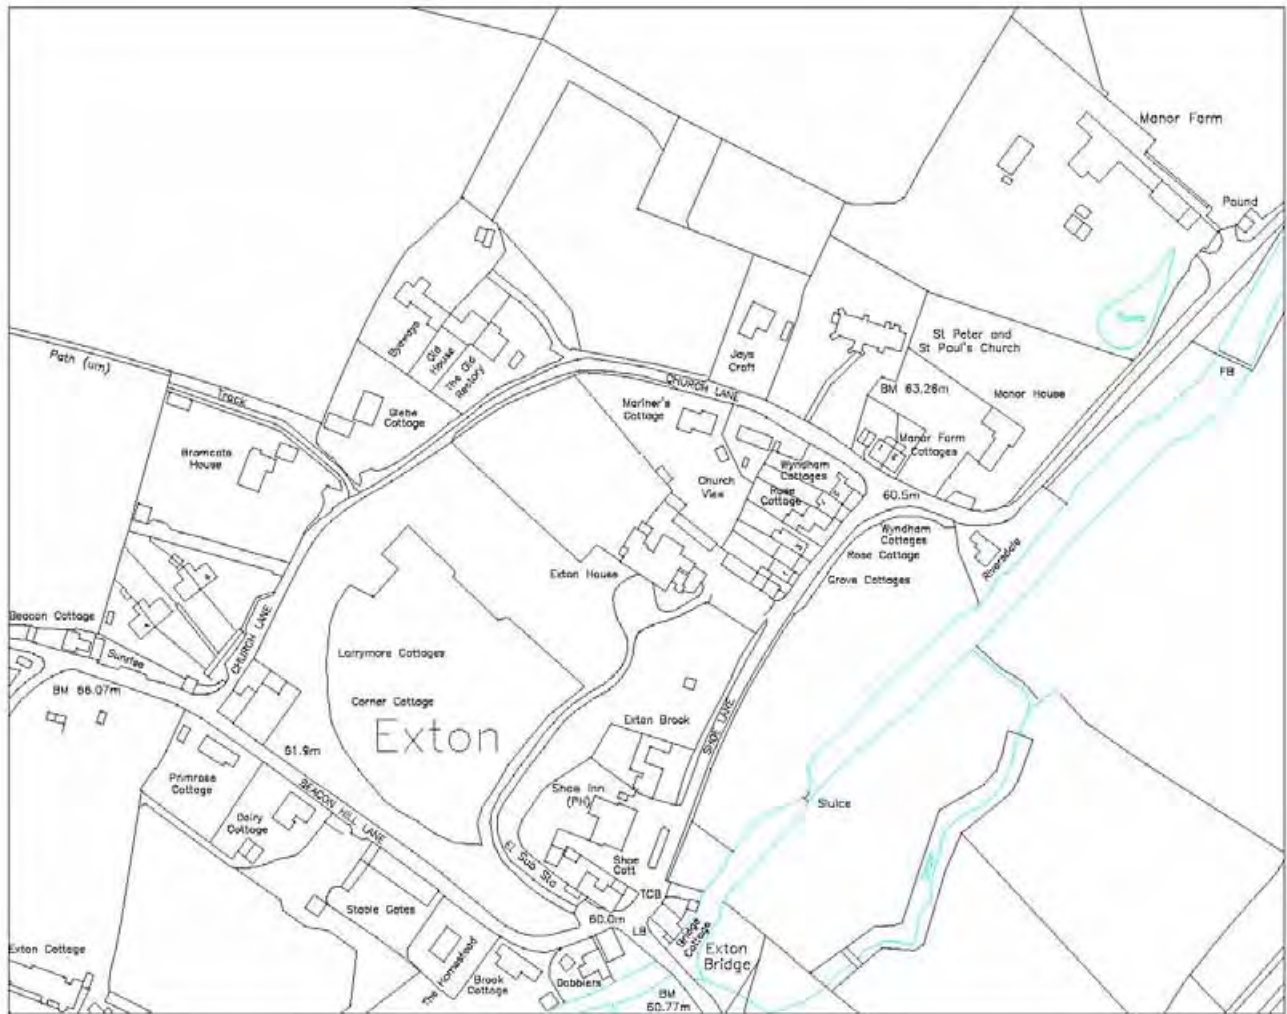 Manor Farm
Pound
St Peter and
St Paul's Church
FB
Path (um)
Track
Byeways
Old
House
The Old
Rectory
Jays
Croft
CHURCH LANE
BM 63.26m
Manor House
Glebe
Cottage
Mariner's
Cottage
Manor Farm
Cottages
Bramcote
House
Church
View
Wyndham
Cottages
Rose
Cottage
60.5m
Wyndham
Cottages
Rose Cottage
Grove Cottages
Riversdale
Exton House
Beacon Cottage
Sunrise
CHURCH LANE
BM 66.07m
Larrymore Cottages
Corner Cottage
Exton
61.9m
Exton Brook
SHOE LANE
Primrose
Cottage
Dairy
Cottage
BEACON HILL LANE
Shoe Inn
(PH)
Sluice
El Sub Sta
Shoe
Cott
TCB
Stable Gates
60.0m
LB
Bridge
Cottage
Exton
Bridge
Exton Cottage
The Homestead
Brook
Cottage
Dobblers
BM
60.77m